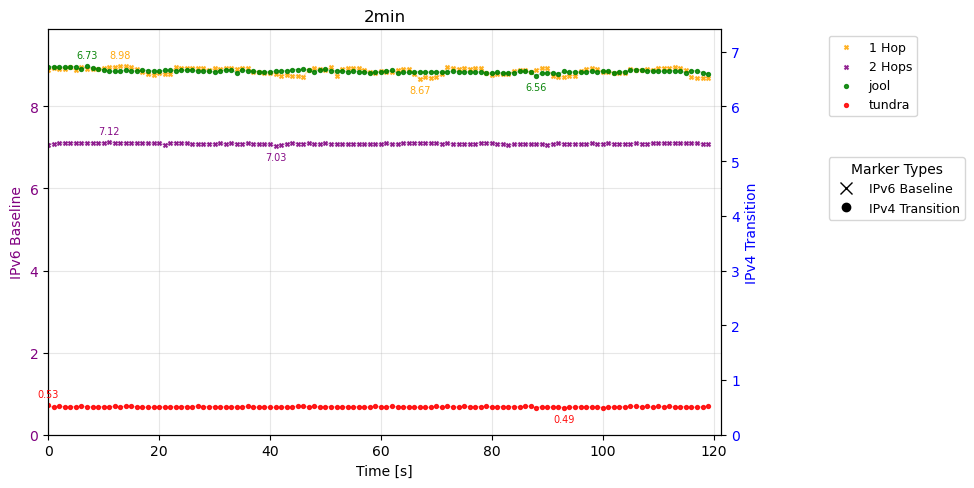 2min
6.73
8.98
8.67
6.56
7.12
7.03
0.53
0.49
IPv6 Baseline
0
2
4
6
8
IPv4 Transition
0
1
2
3
4
5
6
7
0
20
40
60
80
100
120
Time [s]
1 Hop
2 Hops
jool
tundra
Marker Types
IPv6 Baseline
IPv4 Transition